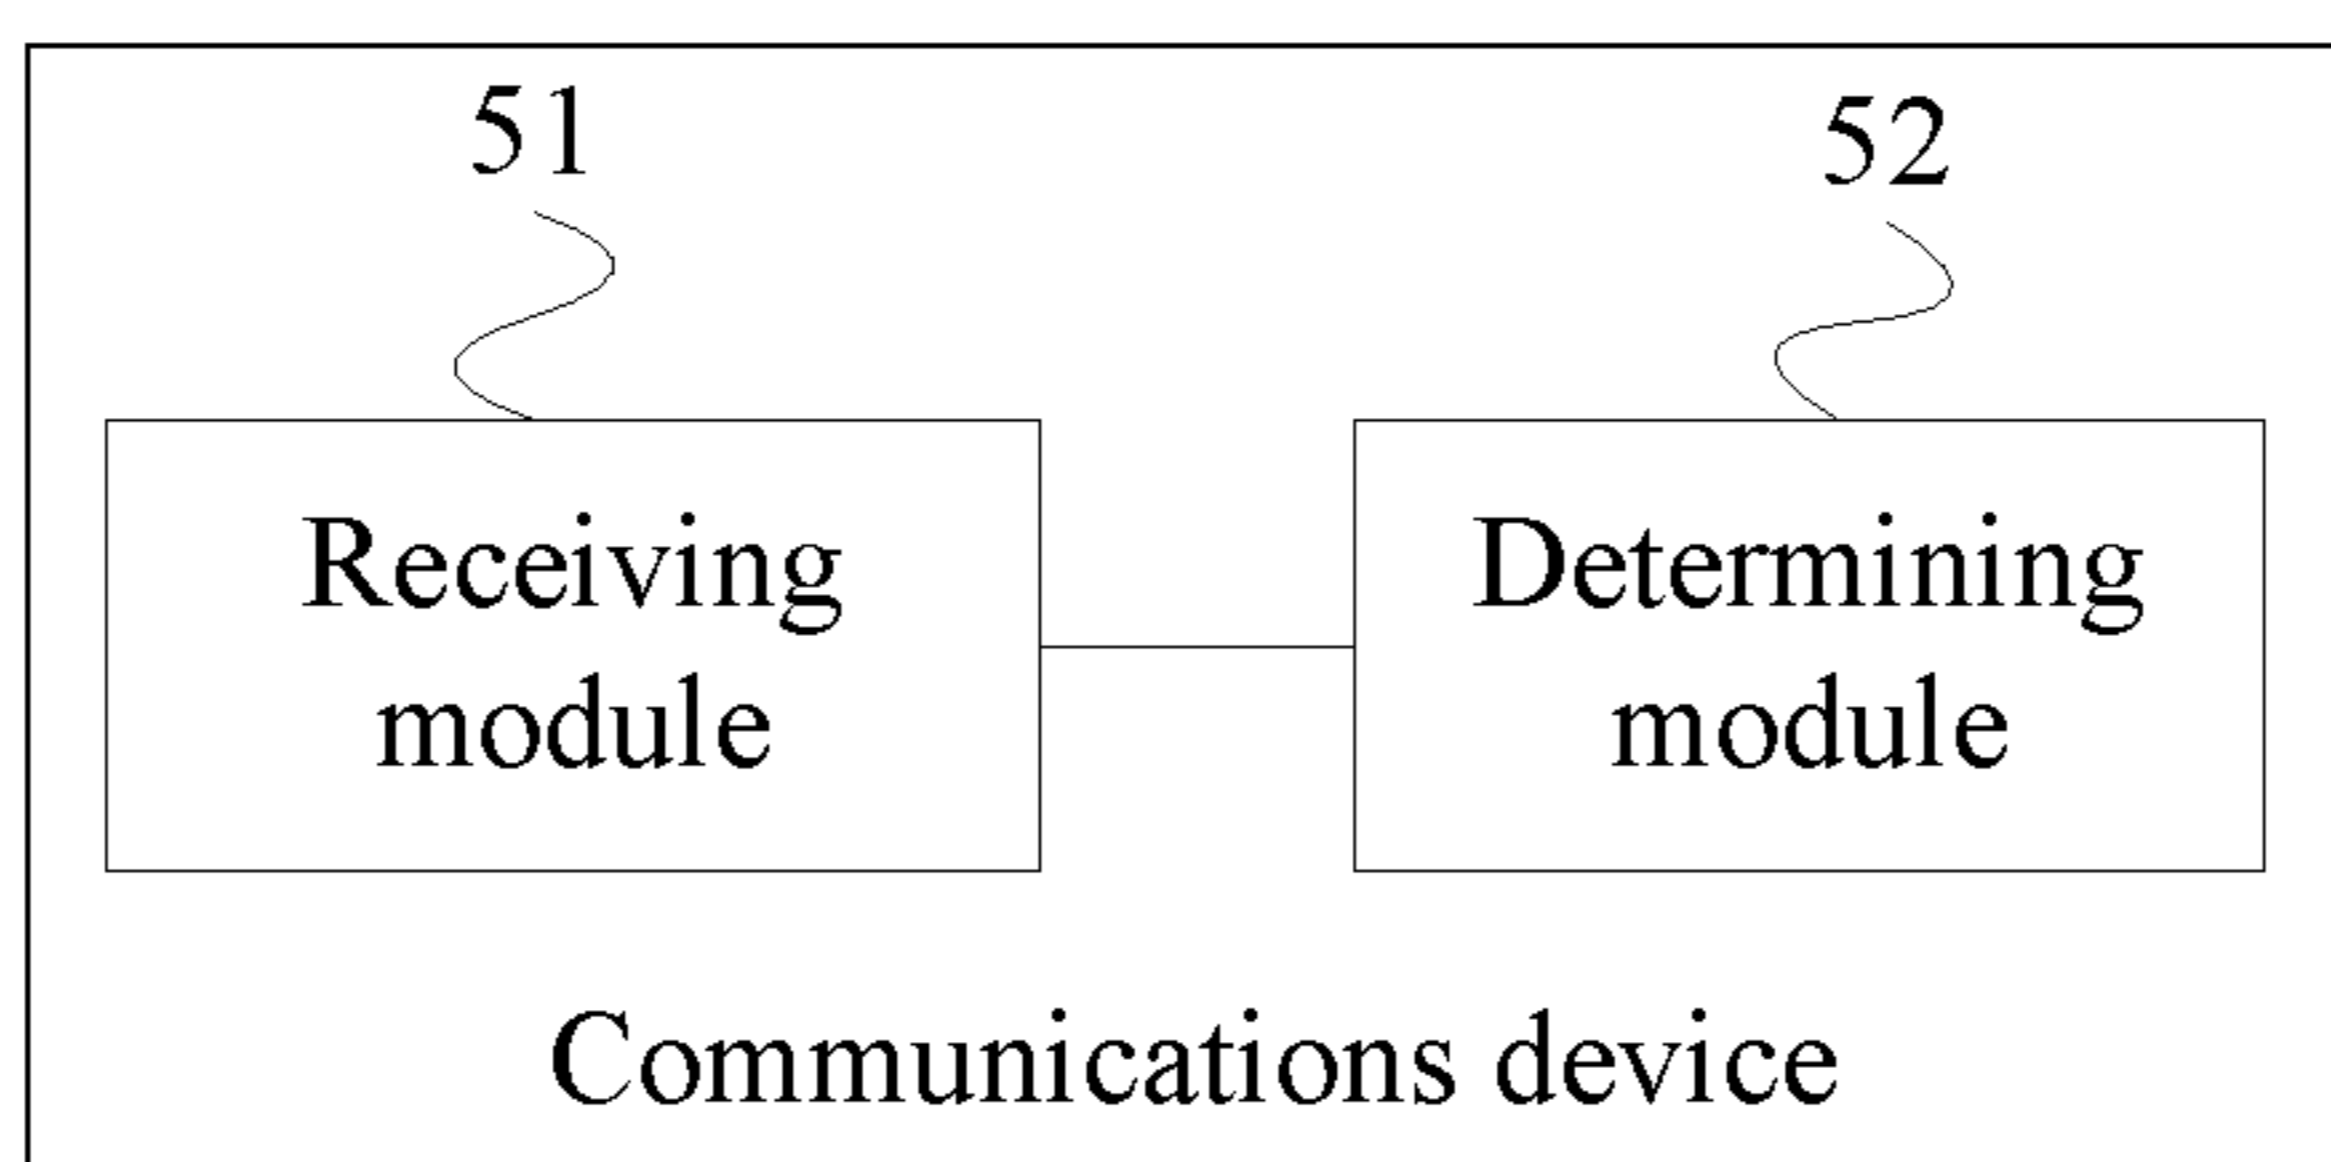 51
52
Receiving
module
Determining
module
Communications device